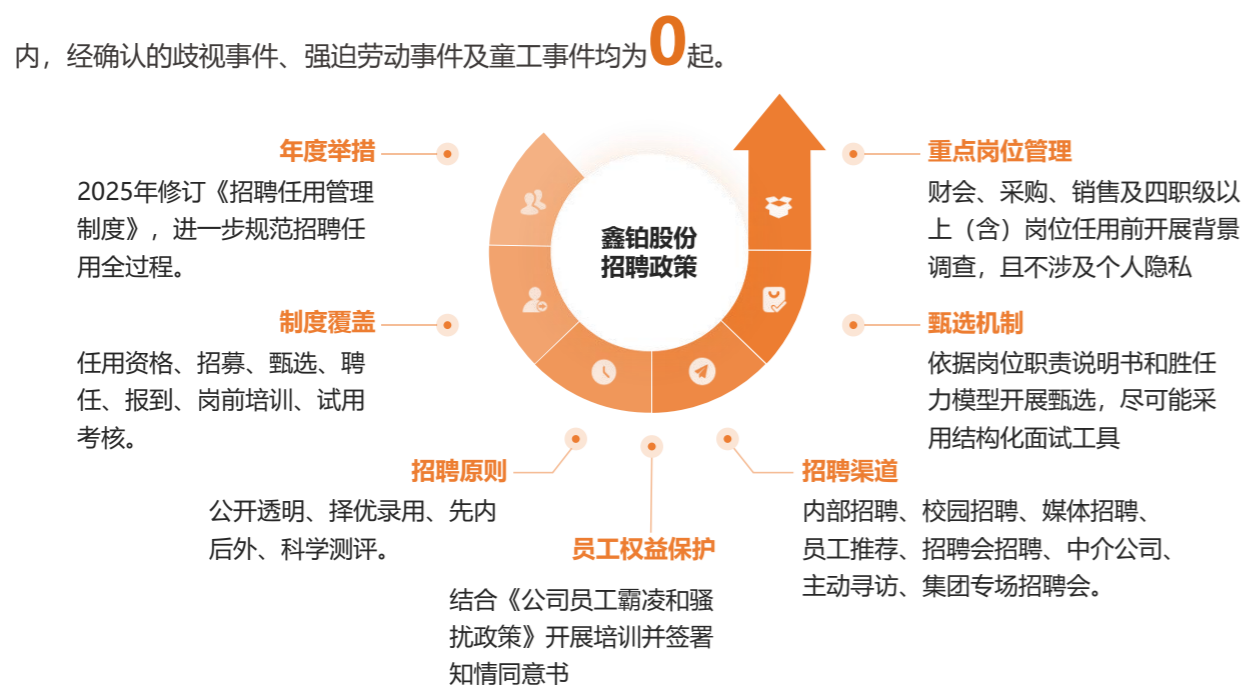 内，经确认的歧视事件、强迫劳动事件及童工事件均为0起。
年度举措
2025年修订《招聘任用管理
制度》，进一步规范招聘任
用全过程。
制度覆盖
任用资格、招募、甄选、聘
任、报到、岗前培训、试用
考核。
招聘原则
公开透明、择优录用、先内
后外、科学测评。
员工权益保护
结合《公司员工霸凌和骚
扰政策》开展培训并签署
知情同意书
鑫铂股份
招聘政策
重点岗位管理
财会、采购、销售及四职级以
上（含）岗位任用前开展背景
调查，且不涉及个人隐私
甄选机制
依据岗位职责说明书和胜任
力模型开展甄选，尽可能采
用结构化面试工具
招聘渠道
内部招聘、校园招聘、媒体招聘、
员工推荐、招聘会招聘、中介公司、
主动寻访、集团专场招聘会。